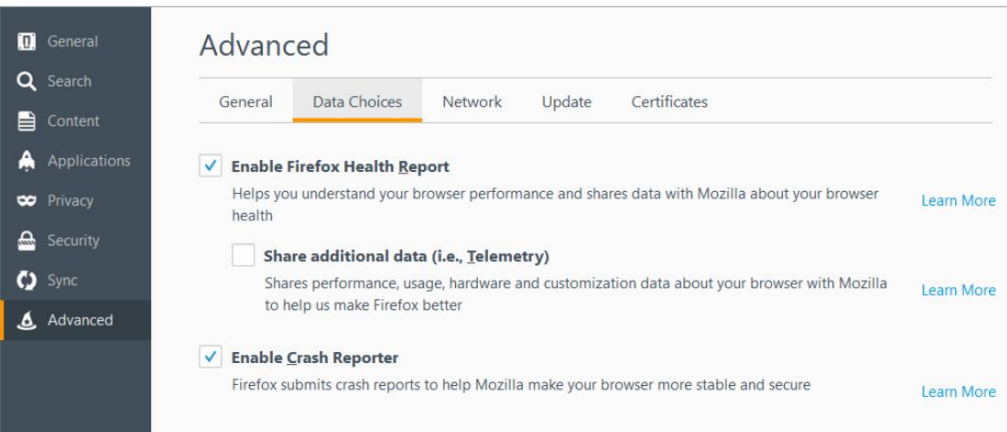 General
Search
Content
Applications
Privacy
Security
Sync
Advanced
Advanced
General Data Choices Network Update Certificates
Enable Firefox Health Report
Helps you understand your browser performance and shares data with Mozilla about your browser
health
Learn More
Share additional data (i.e., Telemetry)
Shares performance, usage, hardware and customization data about your browser with Mozilla
to help us make Firefox better
Learn More
Enable Crash Reporter
Firefox submits crash reports to help Mozilla make your browser more stable and secure
Learn More